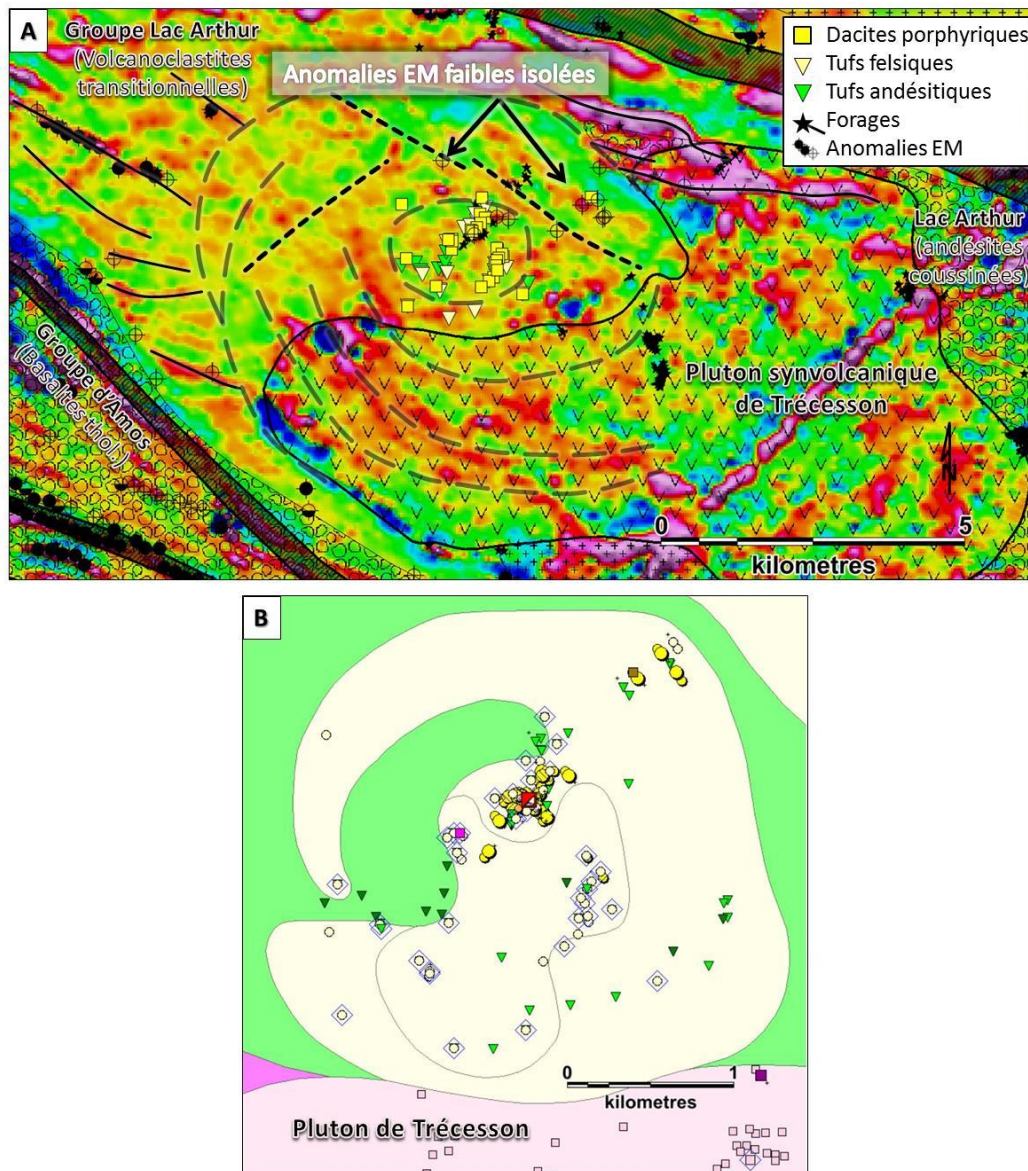 A
Groupe Lac Arthur
(Volcanoclastites
transitionnelles)
Anomalies EM faibles isolées
Dacites porphyriques
Tufs felsiques
Tufs andésitiques
Forages
Anomalies EM
Lac Arthur
(andésites
coussinées)
Groupe d'Amos
(Basaltes thol.)
Pluton synvolcanique
de Trécesson
N
0 5
kilometres
B
0 1
kilometres
Pluton de Trécesson